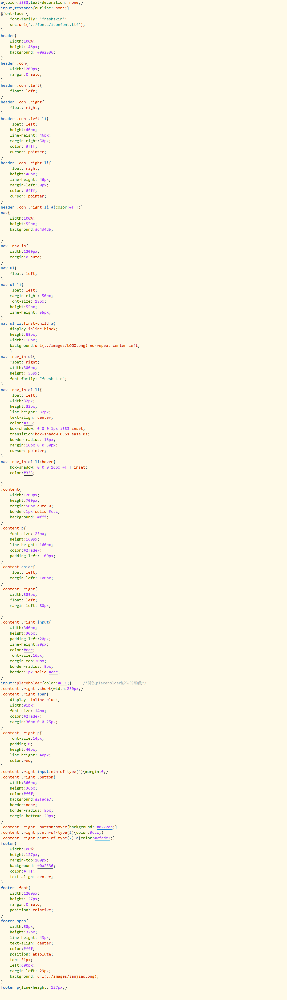 a{color:#333;text-decoration: none;}
input,textarea{outline: none;}
@font-face {
    font-family: 'freshskin';
    src:url('../fonts/iconfont.ttf');
}
header{
    width:100%;
    height: 46px;
    background: #0a2536;
}
header .con{
    width:1200px;
    margin:0 auto;
}
header .con .left{
    float: left;
}
header .con .right{
    float: right;
}
header .con .left li{
    float: left;
    height:46px;
    line-height: 46px;
    margin-right:50px;
    color: #fff;
    cursor: pointer;
}
header .con .right li{
    float: right;
    height:46px;
    line-height: 46px;
    margin-left:50px;
    color: #fff;
    cursor: pointer;
}
header .con .right li a{color:#fff;}
nav{
    width:100%;
    height:55px;
    background:#d4d4d5;

}
nav .nav_in{
    width:1200px;
    margin:0 auto;
}
nav ul{
    float: left;
}
nav ul li{
    float: left;
    margin-right: 50px;
    font-size: 18px;
    height:55px;
    line-height: 55px;
}
nav ul li:first-child a{
    display:inline-block;
    height:55px;
    width:118px;
    background:url(../images/LOGO.png) no-repeat center left;
    }
nav .nav_in ol{
    float: right;
    width:300px;
    height: 55px;
    font-family: "freshskin";
}
nav .nav_in ol li{
    float: left;
    width:32px;
    height:32px;
    line-height: 32px;
    text-align: center;
    color:#333;
    box-shadow: 0 0 0 1px #333 inset;
    transition:box-shadow 0.5s ease 0s;
    border-radius: 16px;
    margin:10px 0 0 30px;
    cursor: pointer;
}
nav .nav_in ol li:hover{
    box-shadow: 0 0 0 16px #fff inset;
    color:#333;

}
.content{
    width:1200px;
    height:700px;
    margin:50px auto 0;
    border:1px solid #ccc;
    background: #fff;
}
.content p{
    font-size: 25px;
    height:160px;
    line-height: 160px;
    color:#2fade7;
    padding-left: 100px;
}
.content aside{
    float: left;
    margin-left: 100px;
}
.content .right{
    width:385px;
    float: left;
    margin-left: 80px;

}
.content .right input{
    width:340px;
    height:30px;
    padding-left:20px;
    line-height:30px;
    color:#ccc;
    font-size:16px;
    margin-top:30px;
    border-radius: 5px;
    border:1px solid #ccc;
}
input::placeholder{color:#CCC;}     /*修改placeholder默认的颜色*/
.content .right .short{width:230px;}
.content .right span{
    display: inline-block;
    width:91px;
    font-size: 14px;
    color:#2fade7;
    margin:30px 0 0 25px;
}
.content .right p{
    font-size:14px;
    padding:0;
    height:40px;
    line-height: 40px;
    color:red;
}
.content .right input:nth-of-type(4){margin:0;}
.content .right .button{
    width:360px;
    height:36px;
    color:#fff;
    background:#2fade7;
    border:none;
    border-radius: 5px;
    margin-bottom: 20px;
}
.content .right .button:hover{background: #0272da;}
.content .right p:nth-of-type(2){color:#ccc;}
.content .right p:nth-of-type(2) a{color:#2fade7;}
footer{
    width:100%;
    height:127px;
    margin-top:100px;
    background: #0a2536;
    color:#fff;
    text-align: center;
}
footer .foot{
    width:1200px;
    height:127px;
    margin:0 auto;
    position: relative;
}
footer span{
    width:58px;
    height:32px;
    line-height: 43px;
    text-align: center;
    color:#fff;
    position: absolute;
    top:-31px;
    left:600px;
    margin-left:-29px;
    background: url(../images/sanjiao.png);
}
footer p{line-height: 127px;}